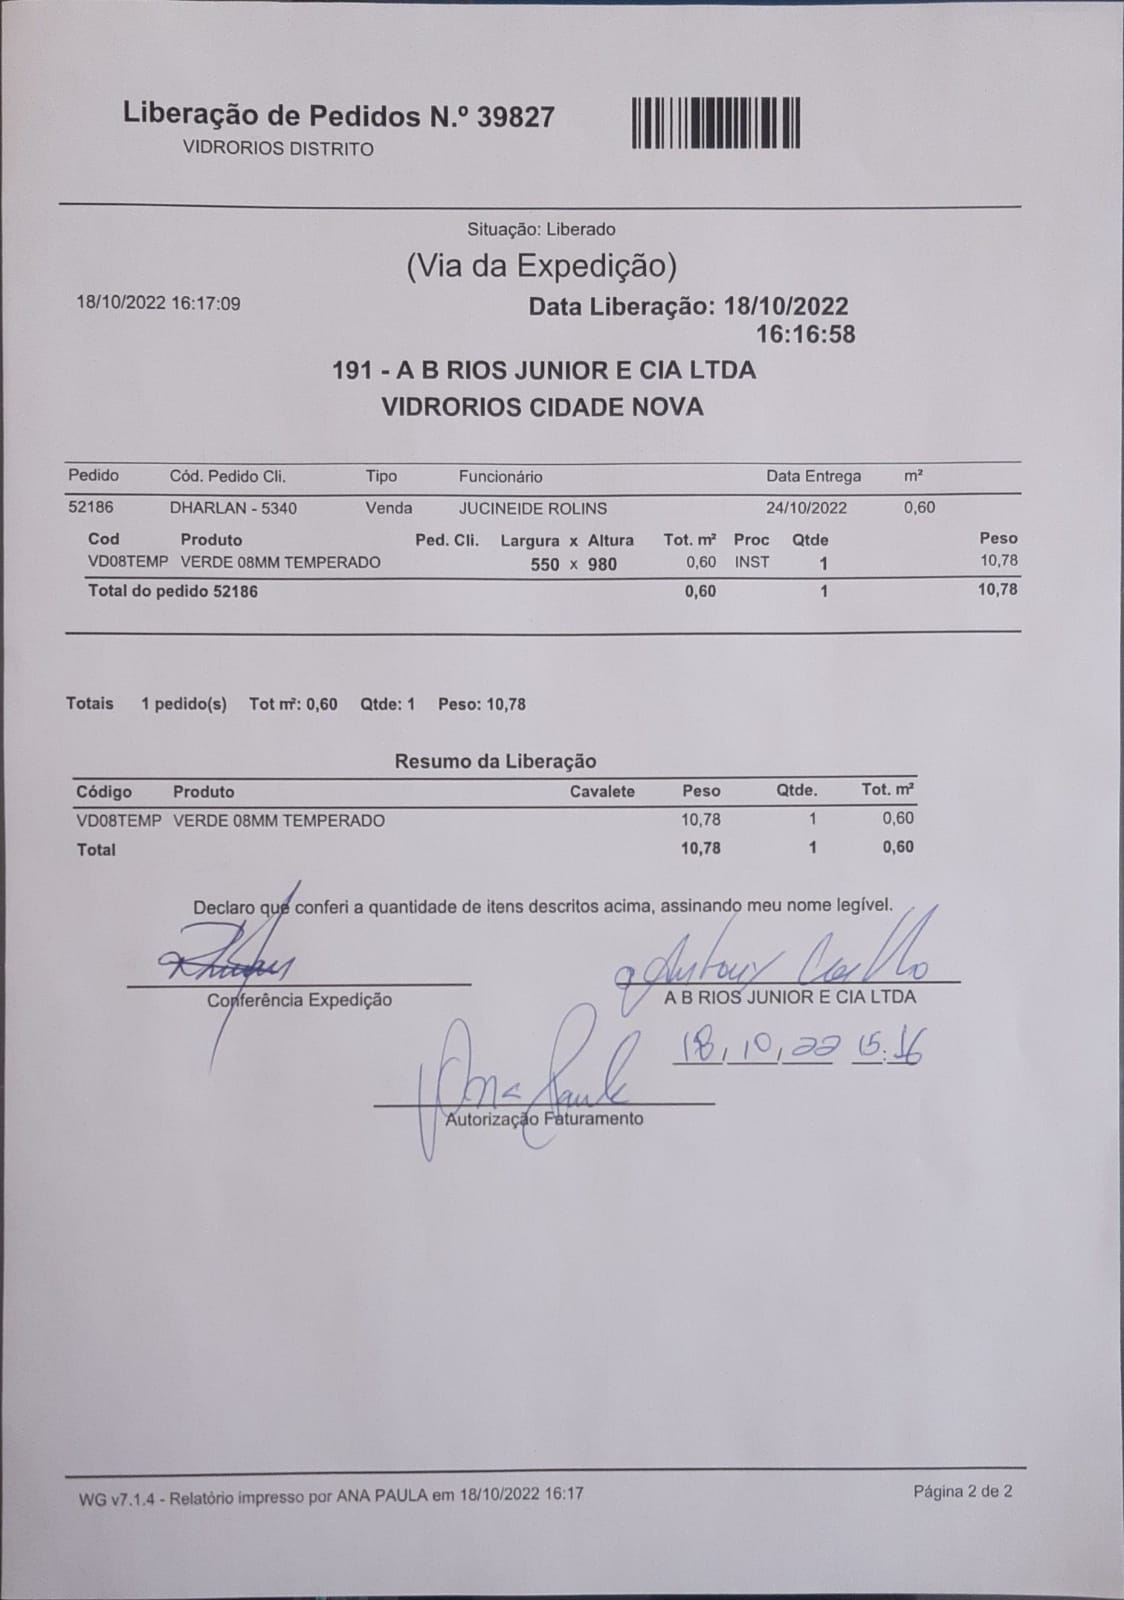 Liberação de Pedidos N.º 39827
VIDRORIOS DISTRITO
Situação: Liberado
(Via da Expedição)
18/10/2022 16:17:09
Data Liberação: 18/10/2022
16:16:58
191 - A B RIOS JUNIOR E CIA LTDA
VIDRORIOS CIDADE NOVA
Pedido Cód. Pedido Cli. Tipo Funcionário Data Entrega m²
52186 DHARLAN - 5340 Venda JUCINEIDE ROLINS 24/10/2022 0,60
Cod Produto Ped. Cli. Largura x Altura Tot. m² Proc Qtde Peso
VD08TEMP VERDE 08MM TEMPERADO 550 x 980 0,60 INST 1 10,78
Total do pedido 52186 0,60 1 10,78
Totais 1 pedido(s) Tot m²: 0,60 Qtde: 1 Peso: 10,78
Resumo da Liberação
Código Produto Cavalete Peso Qtde. Tot. m²
VD08TEMP VERDE 08MM TEMPERADO 10,78 1 0,60
Total 10,78 1 0,60
Declaro que conferi a quantidade de itens descritos acima, assinando meu nome legível.
Conferência Expedição
A B RIOS JUNIOR E CIA LTDA
18, 10, 22 15:16
Ana Paula
Autorização Faturamento
WG v7.1.4 - Relatório impresso por ANA PAULA em 18/10/2022 16:17
Página 2 de 2